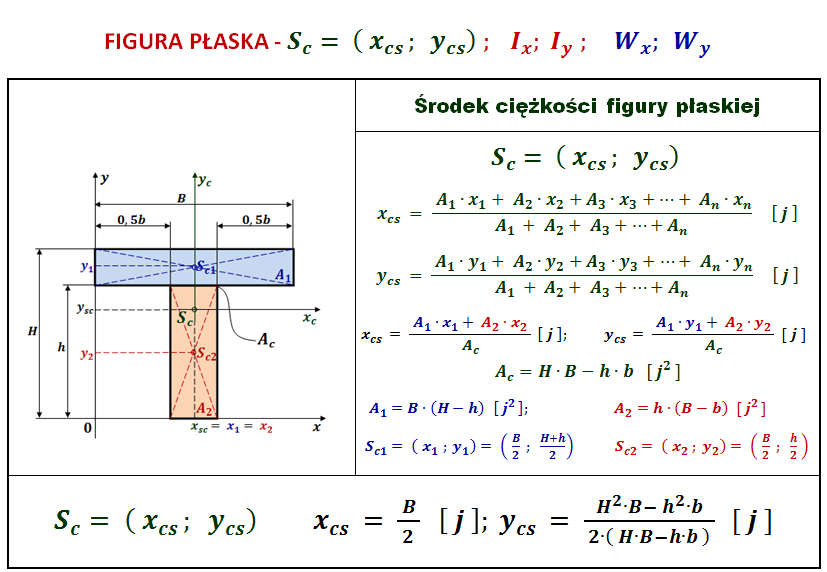 FIGURA PŁASKA - S_c = ( x_cs ; y_cs ) ; I_x; I_y ; W_x; W_y
y
y_c
B
0, 5b
0, 5b
y_1
S_c1
A_1
y_sc
S_c
x_c
H
h
A_c
y_2
S_c2
A_2
0
x_sc = x_1 = x_2
x
Środek ciężkości figury płaskiej
S_c = ( x_cs ; y_cs )
x_cs = (A_1 · x_1 + A_2 · x_2 + A_3 · x_3 + ⋯ + A_n · x_n) / (A_1 + A_2 + A_3 + ⋯ + A_n) [ j ]
y_cs = (A_1 · y_1 + A_2 · y_2 + A_3 · y_3 + ⋯ + A_n · y_n) / (A_1 + A_2 + A_3 + ⋯ + A_n) [ j ]
x_cs = (A_1 · x_1 + A_2 · x_2) / A_c [ j ]; y_cs = (A_1 · y_1 + A_2 · y_2) / A_c [ j ]
A_c = H · B − h · b [ j² ]
A_1 = B · (H − h) [ j² ]; A_2 = h · (B − b) [ j² ]
S_c1 = ( x_1 ; y_1 ) = ( B/2 ; H+h/2 ) S_c2 = ( x_2 ; y_2 ) = ( B/2 ; h/2 )
S_c = ( x_cs ; y_cs ) x_cs = B/2 [ j ]; y_cs = (H²·B − h²·b) / (2·( H·B−h·b )) [ j ]